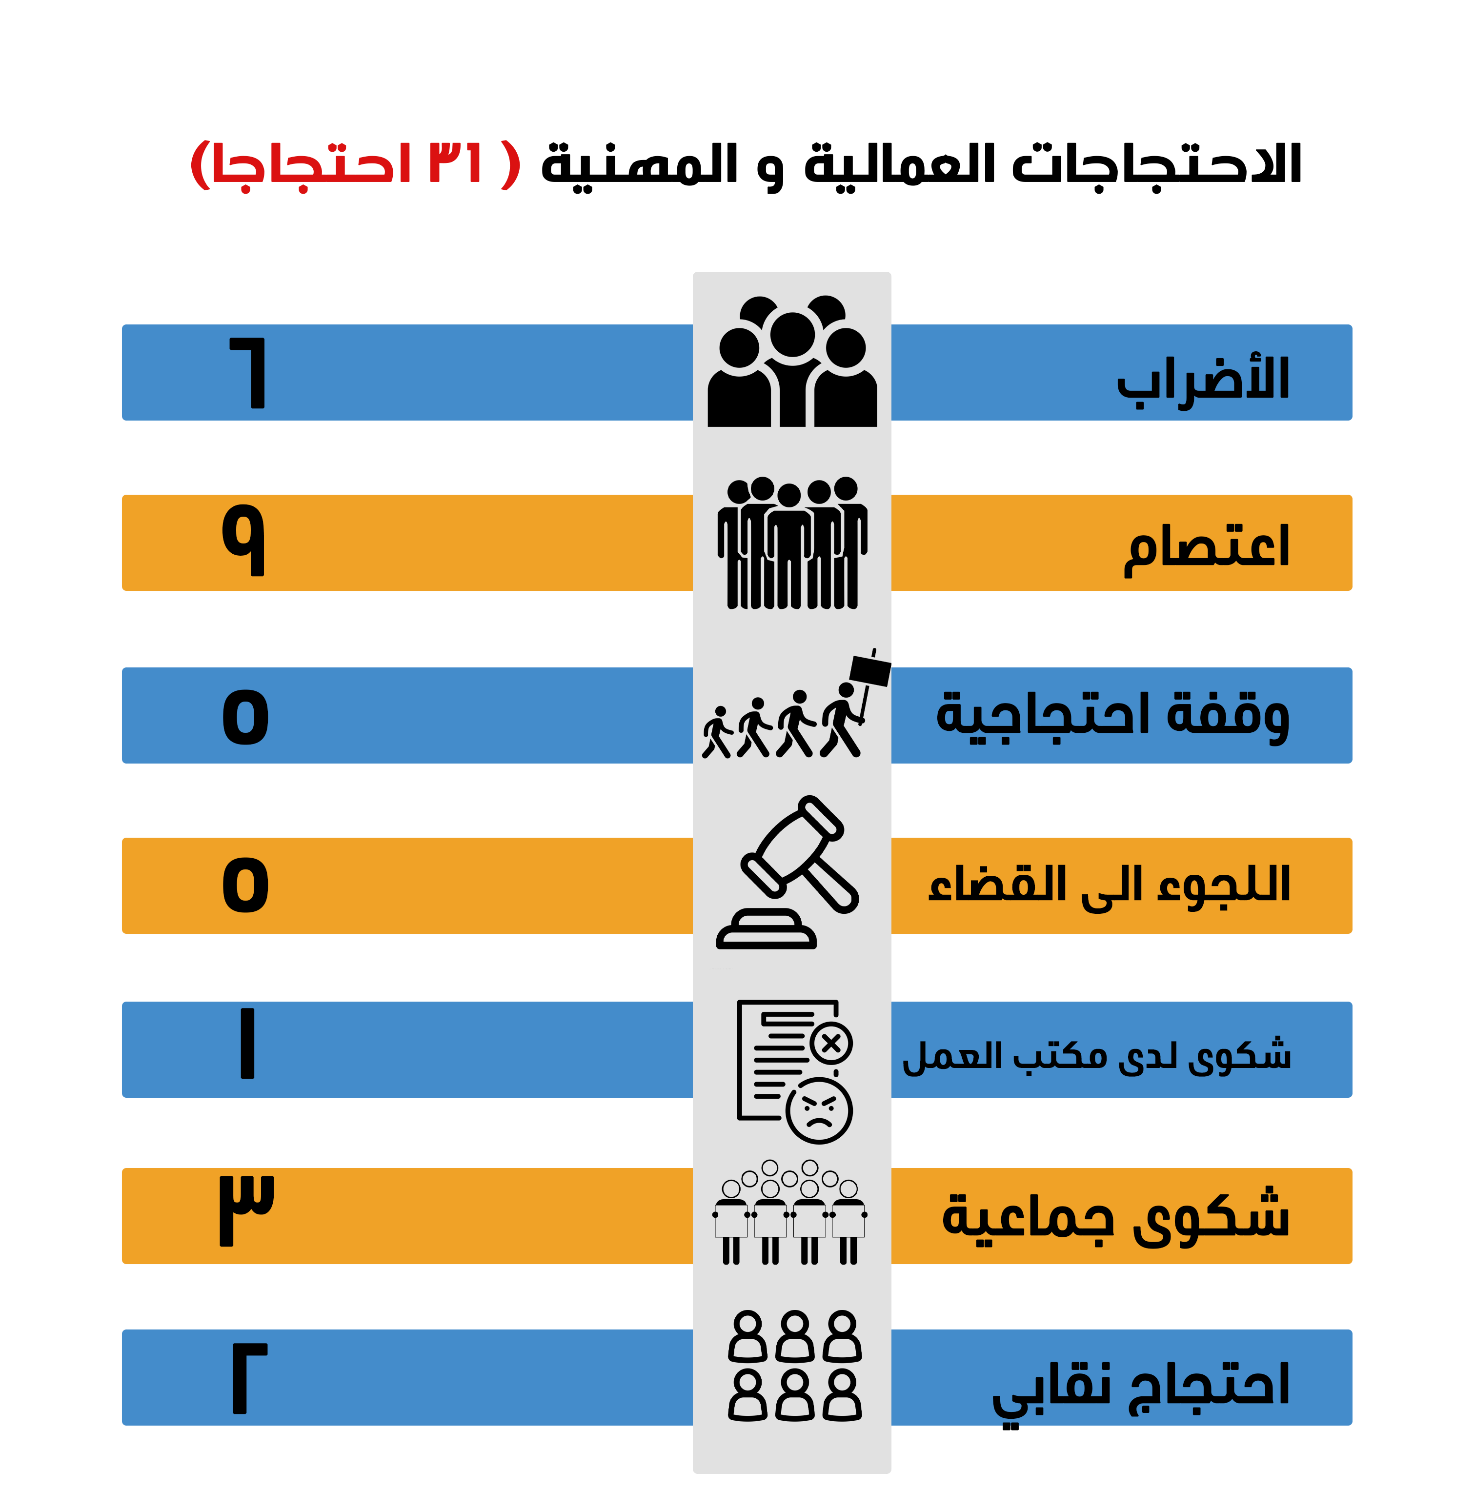 الاحتجاجات العمالية و المهنية ( ٣١ احتجاجا)
الأضراب ٦
اعتصام ٩
وقفة احتجاجية ٥
اللجوء الى القضاء ٥
شكوى لدى مكتب العمل ١
شكوى جماعية ٣
احتجاج نقابي ٢